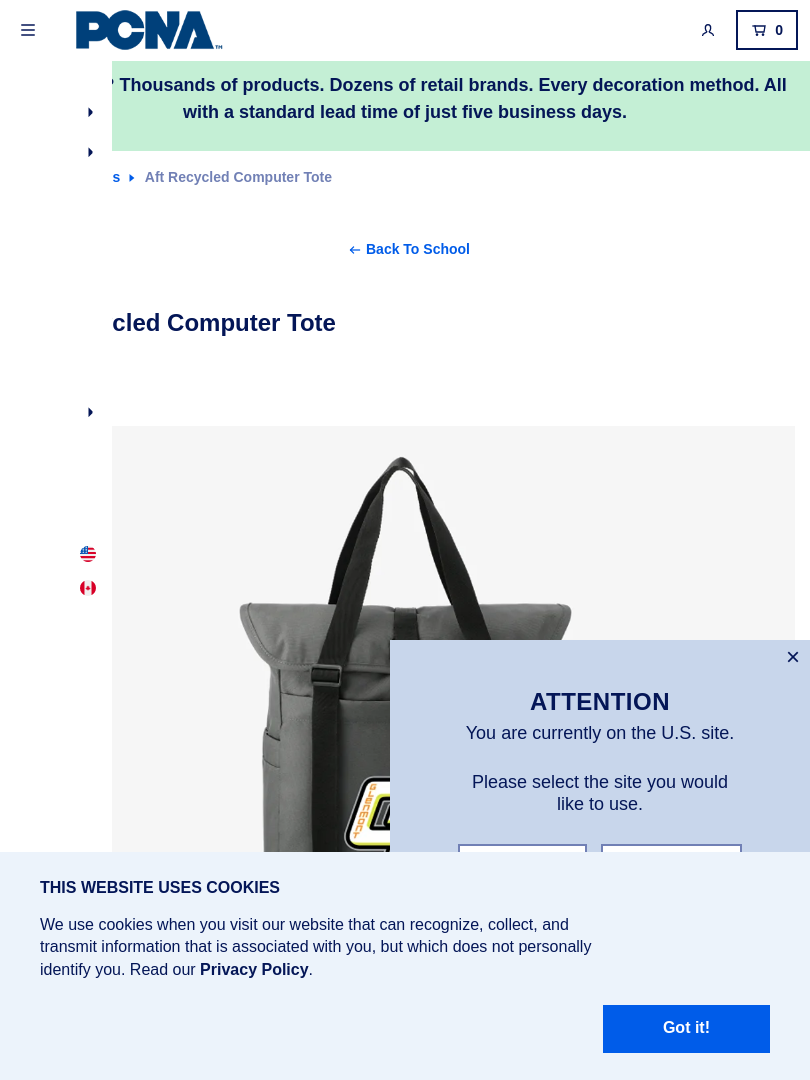 PCNA™
0
Thousands of products. Dozens of retail brands. Every decoration method. All
with a standard lead time of just five business days.
s Aft Recycled Computer Tote
Back To School
cled Computer Tote
GLENMONT
×
ATTENTION
You are currently on the U.S. site.
Please select the site you would
like to use.
THIS WEBSITE USES COOKIES
We use cookies when you visit our website that can recognize, collect, and
transmit information that is associated with you, but which does not personally
identify you. Read our Privacy Policy.
Got it!